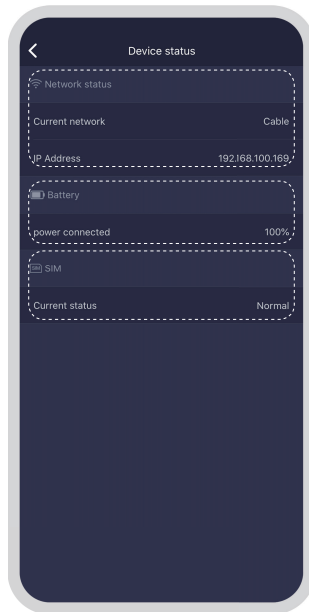 Device status
Network status
Current network Cable
IP Address 192.168.100.169
Battery
power connected 100%
SIM SIM
Current status Normal